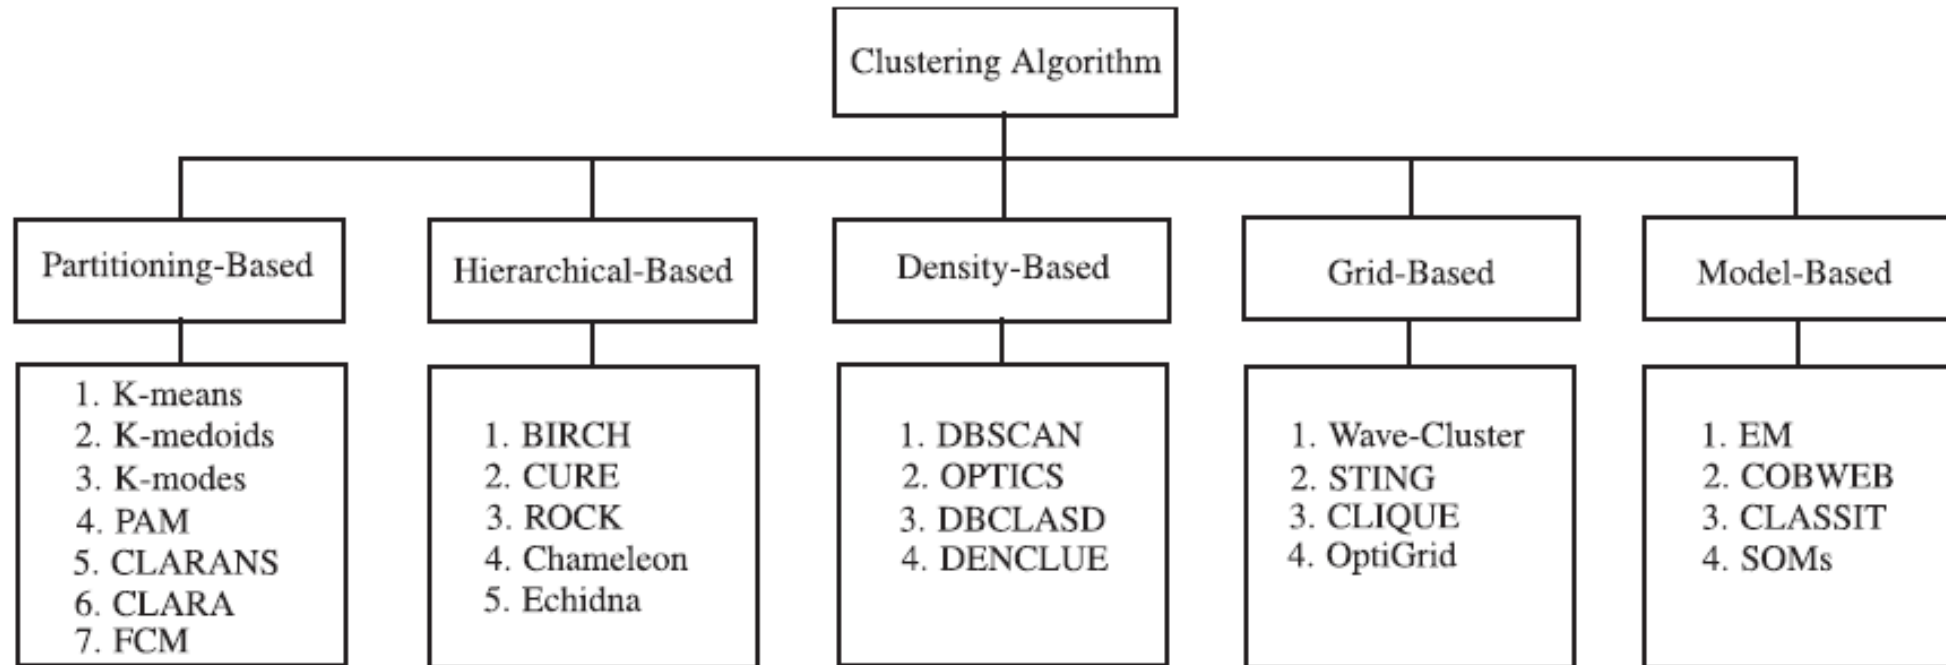 Clustering Algorithm
Partitioning-Based
Hierarchical-Based
Density-Based
Grid-Based
Model-Based
1. K-means
2. K-medoids
3. K-modes
4. PAM
5. CLARANS
6. CLARA
7. FCM
1. BIRCH
2. CURE
3. ROCK
4. Chameleon
5. Echidna
1. DBSCAN
2. OPTICS
3. DBCLASD
4. DENCLUE
1. Wave-Cluster
2. STING
3. CLIQUE
4. OptiGrid
1. EM
2. COBWEB
3. CLASSIT
4. SOMs